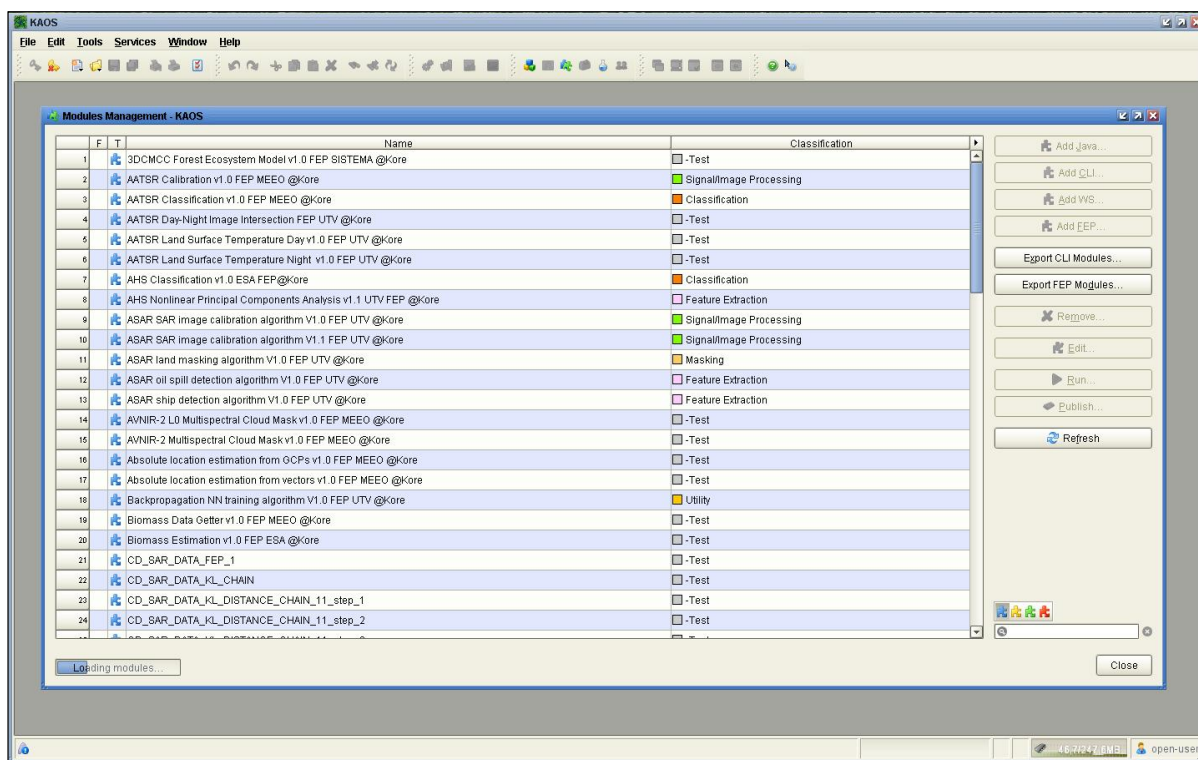 KAOS
File Edit Tools Services Window Help
Modules Management - KAOS
F T Name Classification
1 3DCMCC Forest Ecosystem Model v1.0 FEP SISTEMA @Kore -Test
2 AATSR Calibration v1.0 FEP MEEO @Kore Signal/Image Processing
3 AATSR Classification v1.0 FEP MEEO @Kore Classification
4 AATSR Day-Night Image Intersection FEP UTV @Kore -Test
5 AATSR Land Surface Temperature Day v1.0 FEP UTV @Kore -Test
6 AATSR Land Surface Temperature Night v1.0 FEP UTV @Kore -Test
7 AHS Classification v1.0 ESA FEP@Kore Classification
8 AHS Nonlinear Principal Components Analysis v1.1 UTV FEP @Kore Feature Extraction
9 ASAR SAR image calibration algorithm V1.0 FEP UTV @Kore Signal/Image Processing
10 ASAR SAR image calibration algorithm V1.1 FEP UTV @Kore Signal/Image Processing
11 ASAR land masking algorithm V1.0 FEP UTV @Kore Masking
12 ASAR oil spill detection algorithm V1.0 FEP UTV @Kore Feature Extraction
13 ASAR ship detection algorithm V1.0 FEP UTV @Kore Feature Extraction
14 AVNIR-2 L0 Multispectral Cloud Mask v1.0 FEP MEEO @Kore -Test
15 AVNIR-2 Multispectral Cloud Mask v1.0 FEP MEEO @Kore -Test
16 Absolute location estimation from GCPs v1.0 FEP MEEO @Kore -Test
17 Absolute location estimation from vectors v1.0 FEP MEEO @Kore -Test
18 Backpropagation NN training algorithm V1.0 FEP UTV @Kore Utility
19 Biomass Data Getter v1.0 FEP MEEO @Kore -Test
20 Biomass Estimation v1.0 FEP ESA @Kore -Test
21 CD_SAR_DATA_FEP_1 -Test
22 CD_SAR_DATA_KL_CHAIN -Test
23 CD_SAR_DATA_KL_DISTANCE_CHAIN_11_step_1 -Test
24 CD_SAR_DATA_KL_DISTANCE_CHAIN_11_step_2 -Test
Add Java...
Add CLI...
Add WS...
Add FEP...
Export CLI Modules...
Export FEP Modules...
Remove...
Edit...
Run...
Publish...
Refresh
Loading modules...
Close
open-user